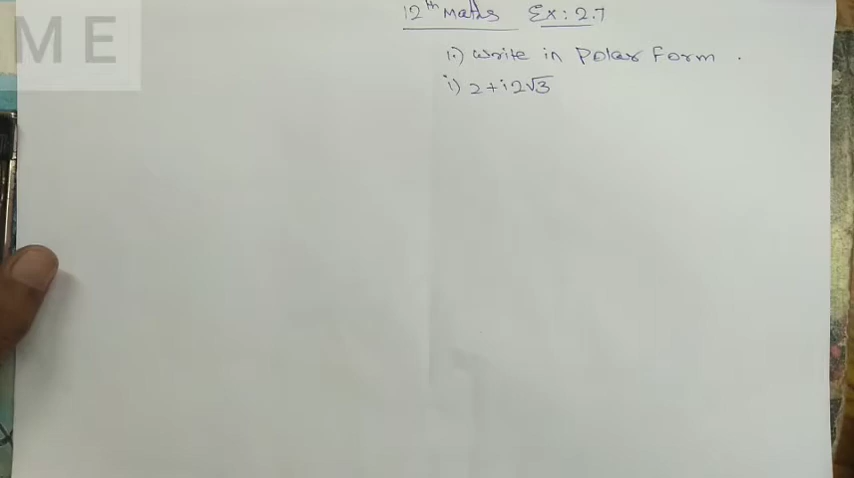 12th Maths Ex: 2.7
ME
1.) Write in Polar Form.
i) 2+i2√3